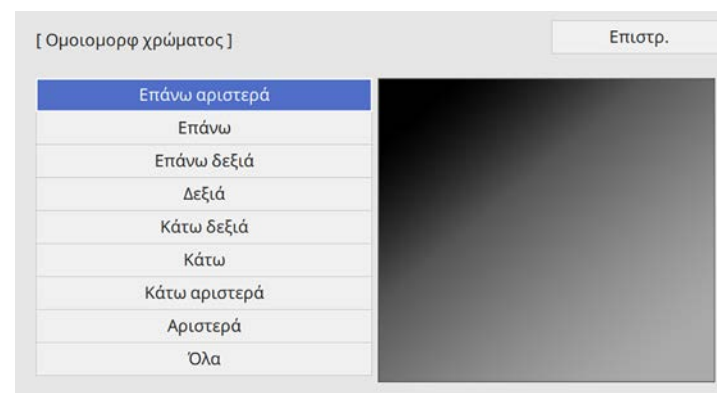 [ Ομοιομορφ χρώματος ]
Επιστρ.
Επάνω αριστερά
Επάνω
Επάνω δεξιά
Δεξιά
Κάτω δεξιά
Κάτω
Κάτω αριστερά
Αριστερά
Όλα